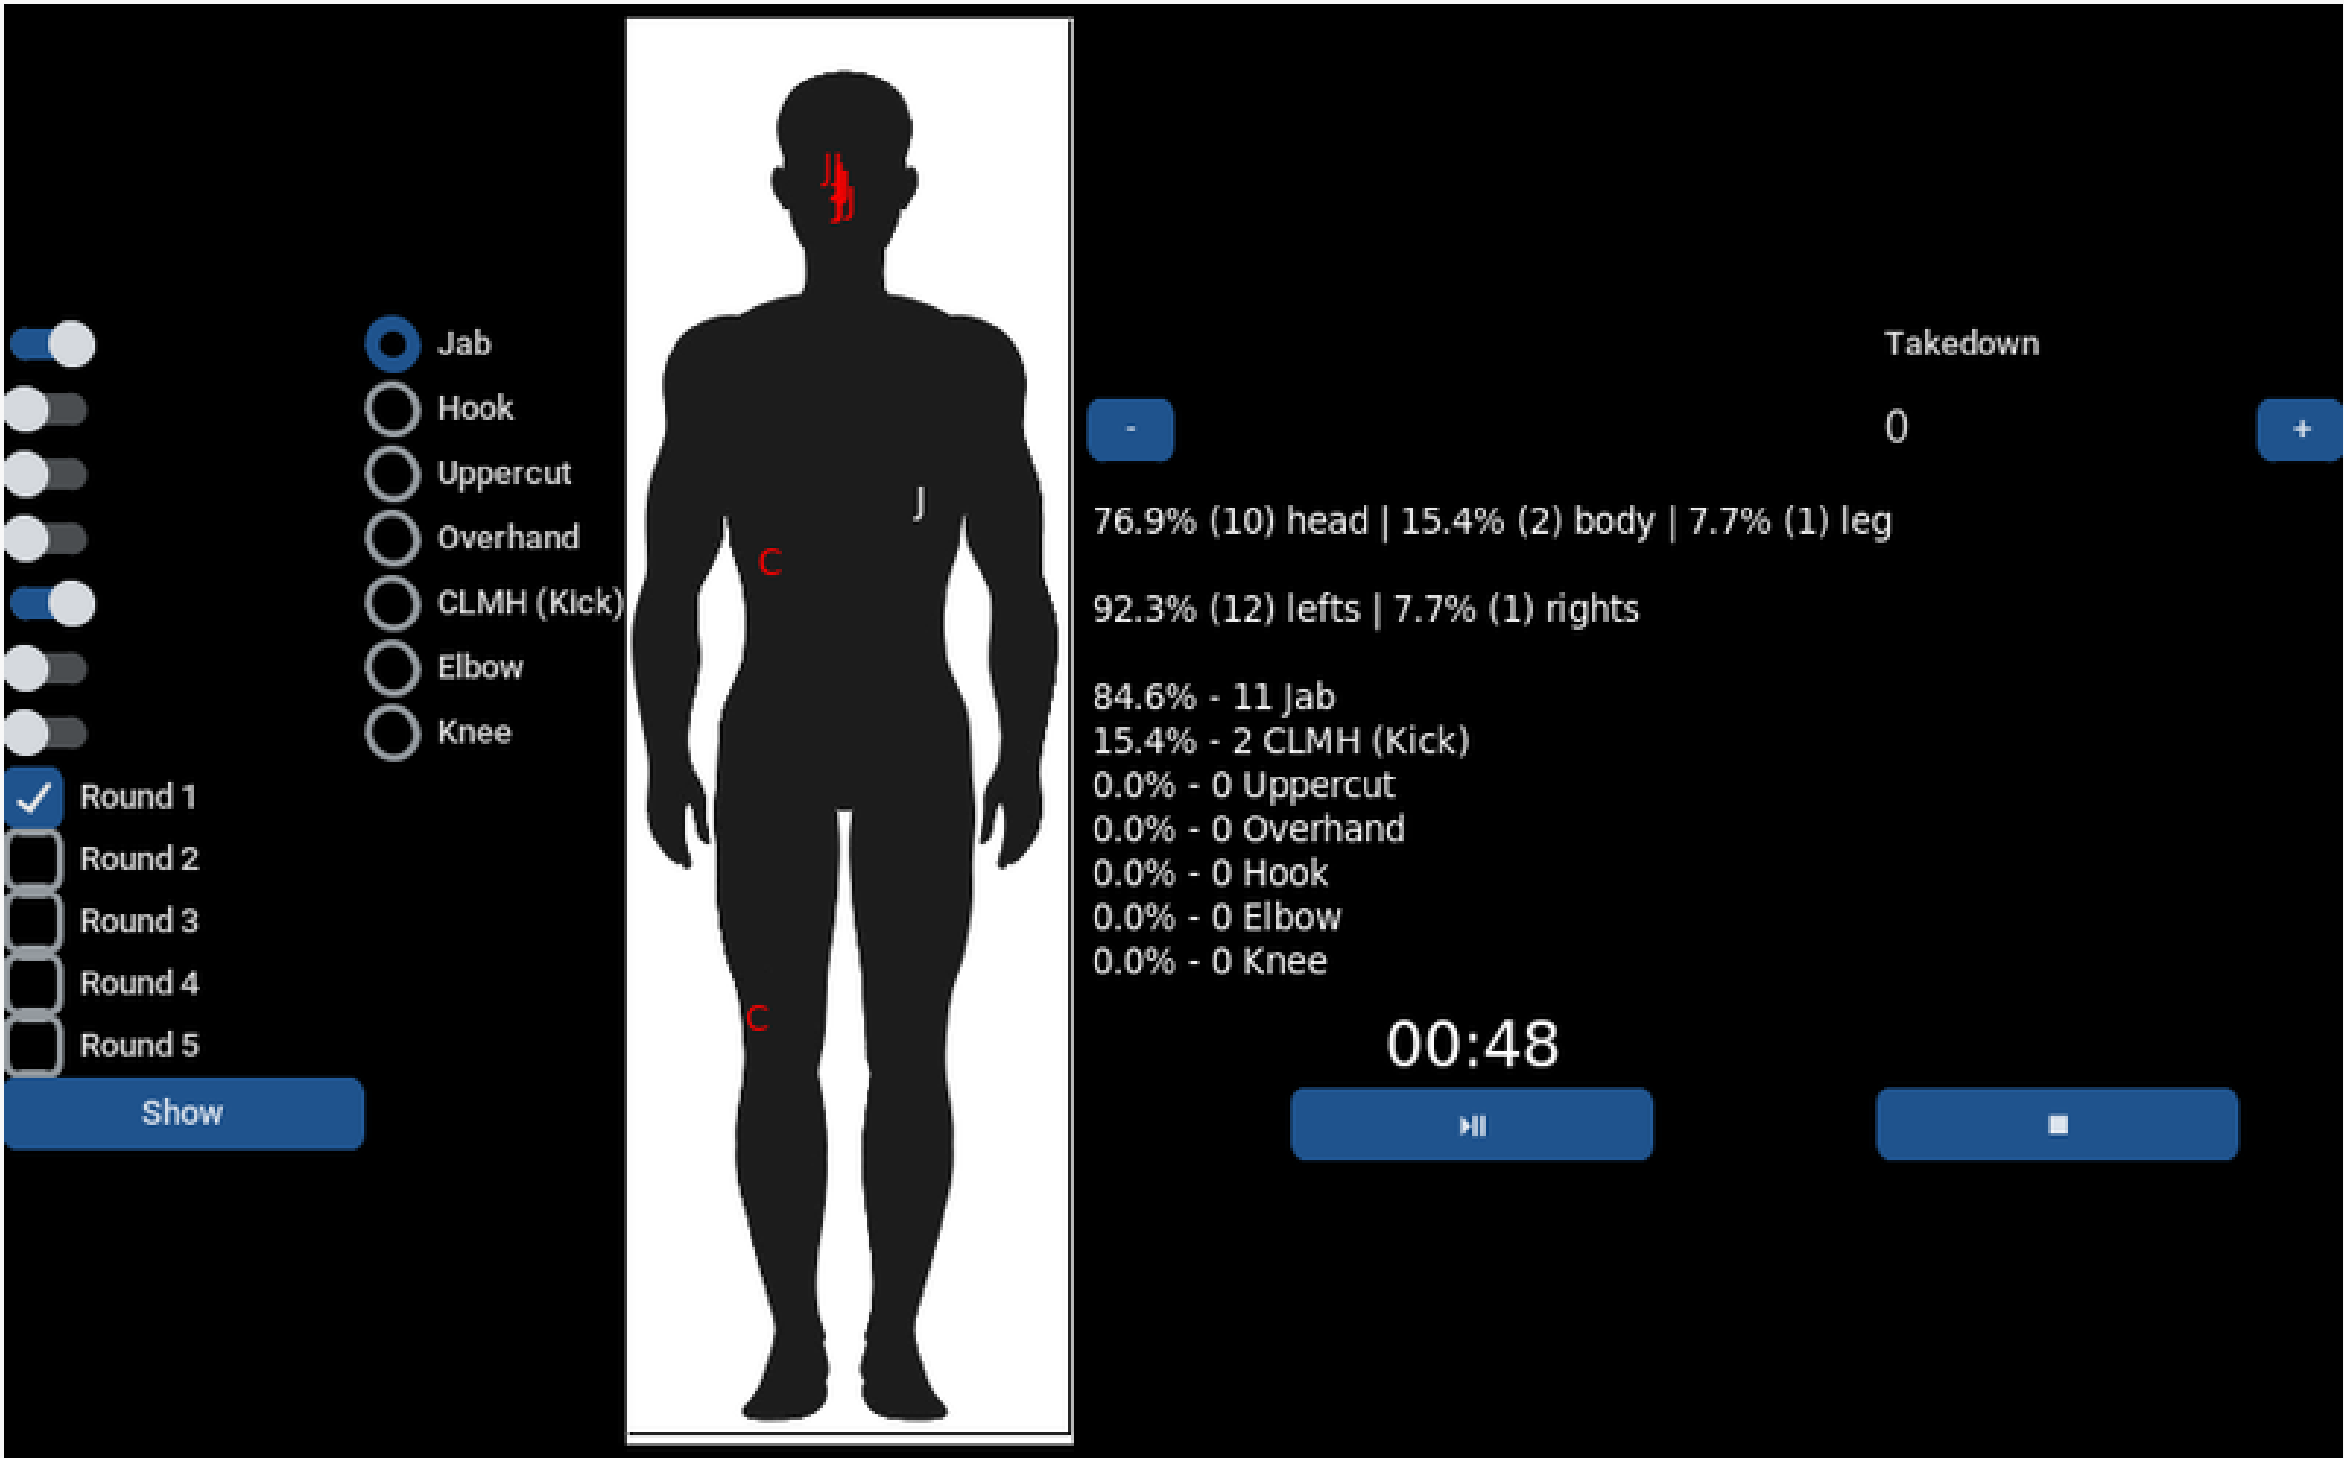 Jab
Hook
Uppercut
Overhand
CLMH (Kick)
Elbow
Knee
Round 1
Round 2
Round 3
Round 4
Round 5
Show
J
J
J
J
C
C
Takedown
-
0
+
76.9% (10) head | 15.4% (2) body | 7.7% (1) leg
92.3% (12) lefts | 7.7% (1) rights
84.6% - 11 Jab
15.4% - 2 CLMH (Kick)
0.0% - 0 Uppercut
0.0% - 0 Overhand
0.0% - 0 Hook
0.0% - 0 Elbow
0.0% - 0 Knee
00:48